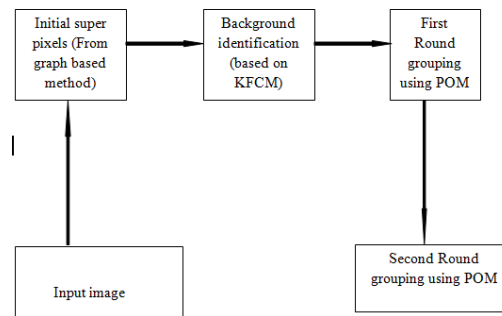 Initial super
pixels (From
graph based
method)
Background
identification
(based on
KFCM)
First
Round
grouping
using POM
Input image
Second Round
grouping using POM